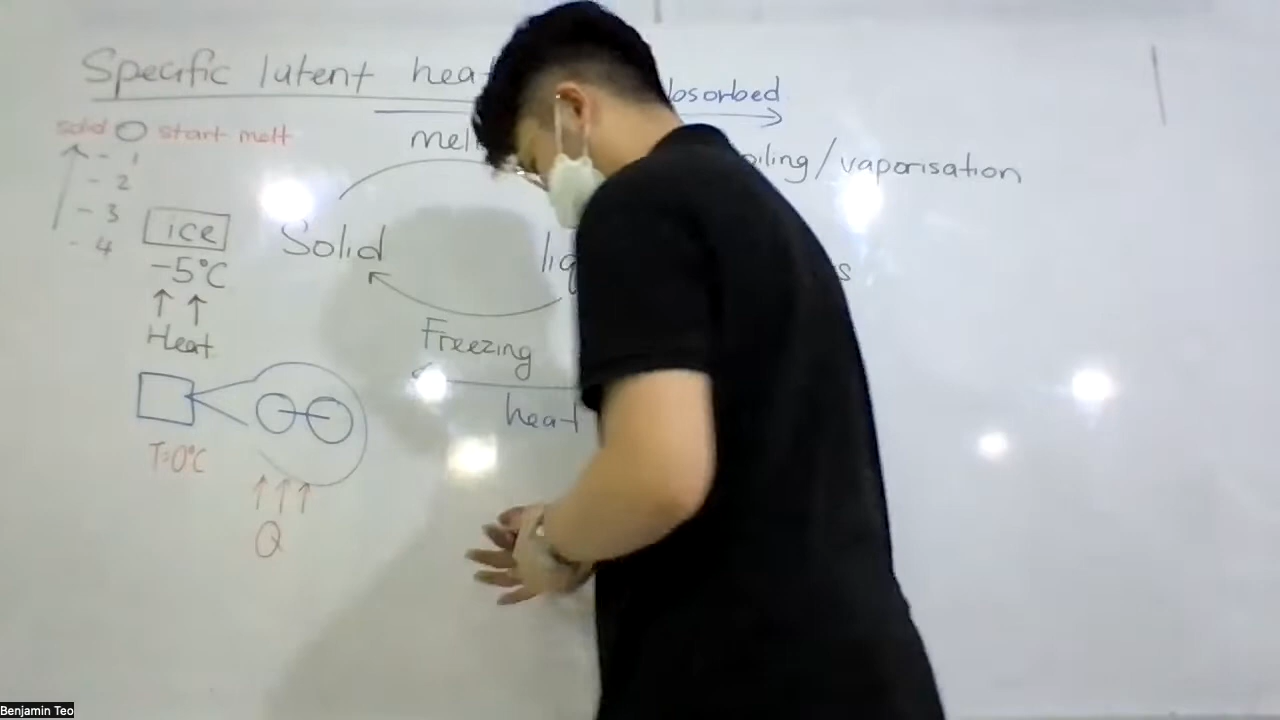 Specific latent heat
absorbed
solid O start melt
melt
boiling/vaporisation
- 1
- 2
- 3
- 4
ice
-5°C
Solid
liq
s
Heat
Freezing
heat
T=0°C
Q
Benjamin Teo